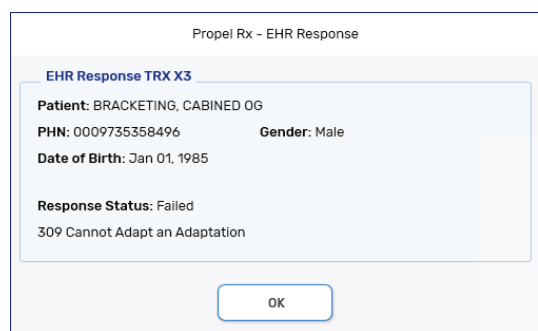 Propel Rx - EHR Response
EHR Response TRX X3
Patient: BRACKETING, CABINED OG
PHN: 0009735358496 Gender: Male
Date of Birth: Jan 01, 1985
Response Status: Failed
309 Cannot Adapt an Adaptation
OK